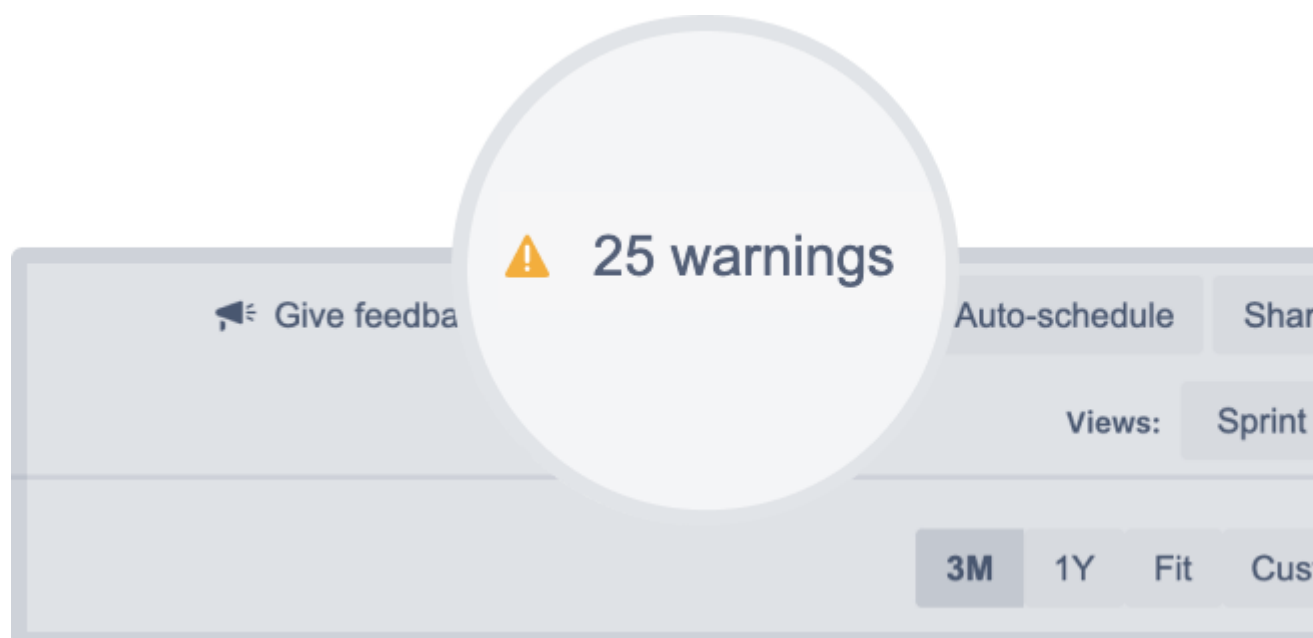 25 warnings
Give feedba
Auto-schedule
Shar
Views:
Sprint
3M
1Y
Fit
Cus